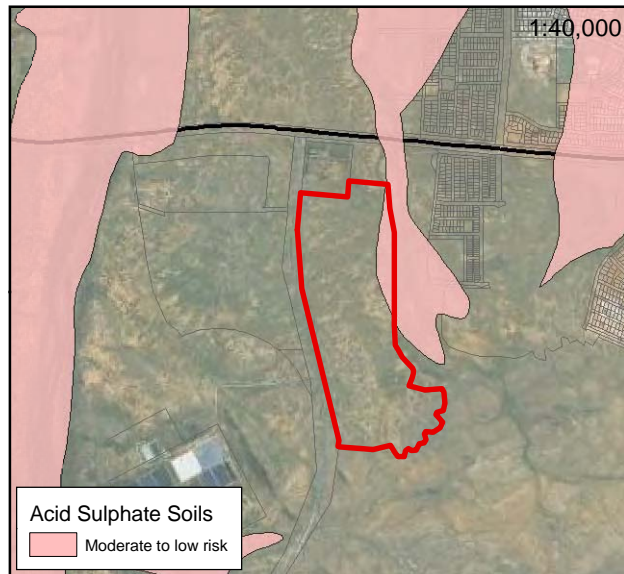 1:40,000
Acid Sulphate Soils
Moderate to low risk